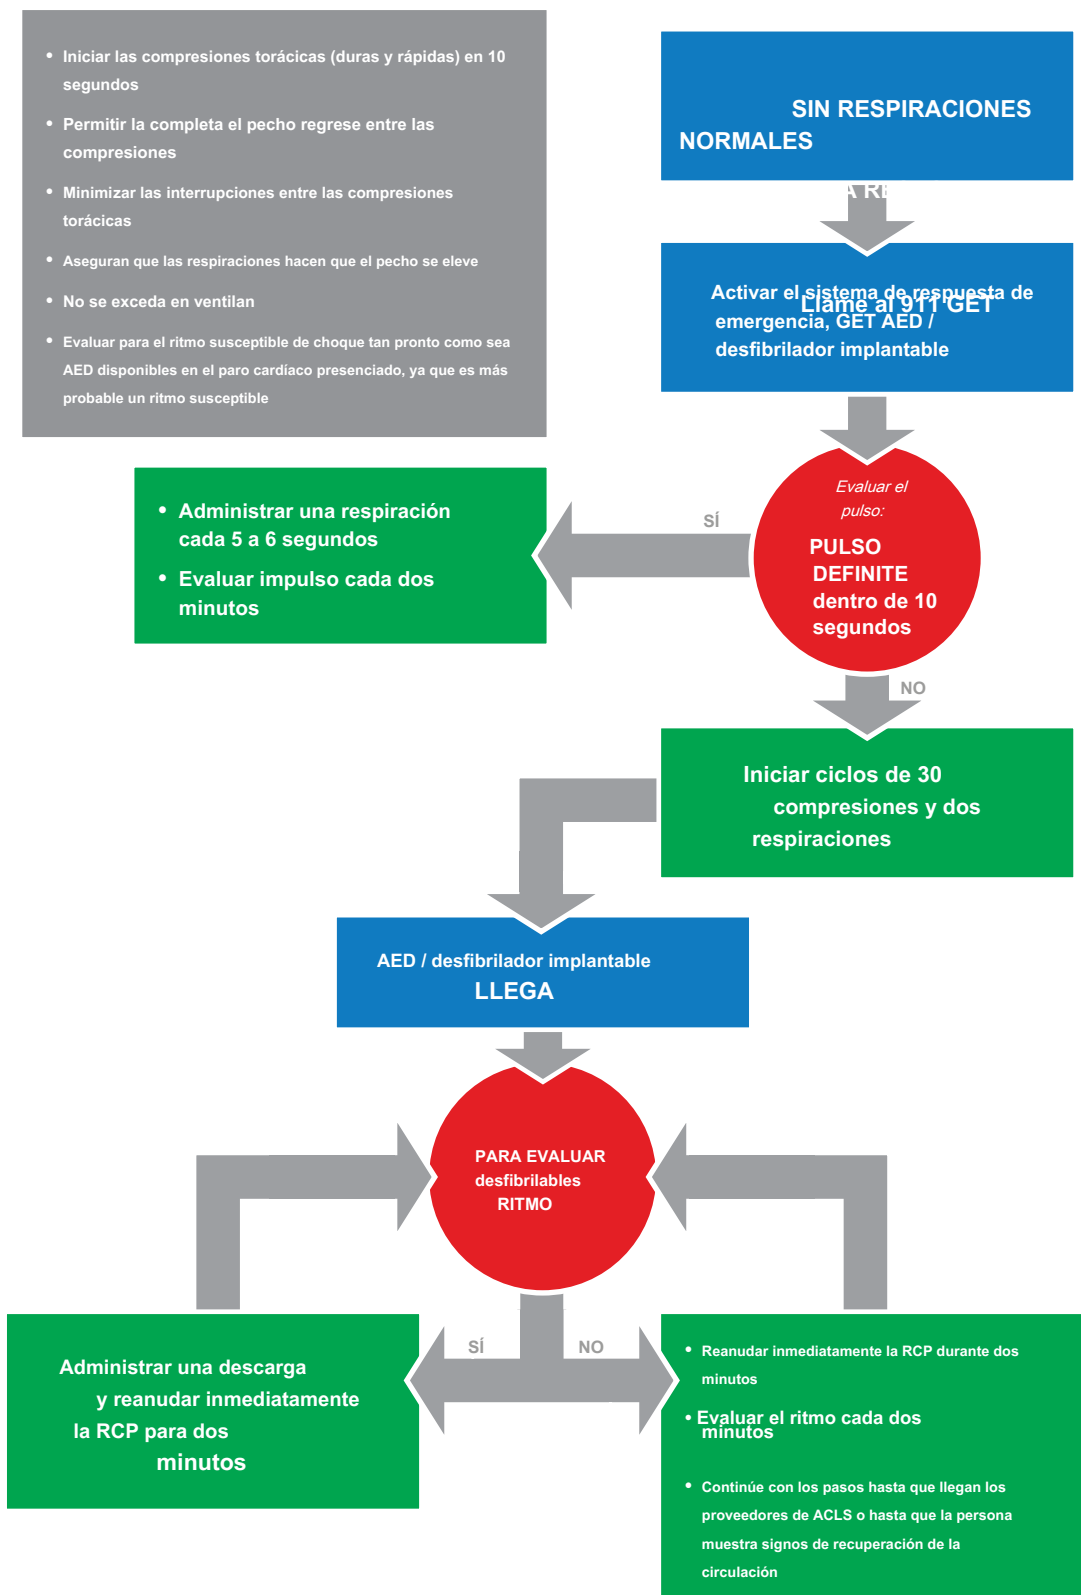 • Iniciar las compresiones torácicas (duras y rápidas) en 10
segundos
• Permitir la completa el pecho regrese entre las
compresiones
• Minimizar las interrupciones entre las compresiones
torácicas
• Aseguran que las respiraciones hacen que el pecho se eleve
• No se exceda en ventilan
• Evaluar para el ritmo susceptible de choque tan pronto como sea
AED disponibles en el paro cardíaco presenciado, ya que es más
probable un ritmo susceptible
SIN RESPIRACIONES
NORMALES
Activar el sistema de respuesta de
Llame al 911 GET
emergencia, GET AED /
desfibrilador implantable
Evaluar el
pulso:
PULSO
DEFINITE
dentro de 10
segundos
SÍ
• Administrar una respiración
cada 5 a 6 segundos
• Evaluar impulso cada dos
minutos
NO
Iniciar ciclos de 30
compresiones y dos
respiraciones
AED / desfibrilador implantable
LLEGA
PARA EVALUAR
desfibrilables
RITMO
SÍ
NO
Administrar una descarga
y reanudar inmediatamente
la RCP para dos
minutos
• Reanudar inmediatamente la RCP durante dos
minutos
• Evaluar el ritmo cada dos
minutos
• Continúe con los pasos hasta que llegan los
proveedores de ACLS o hasta que la persona
muestra signos de recuperación de la
circulación